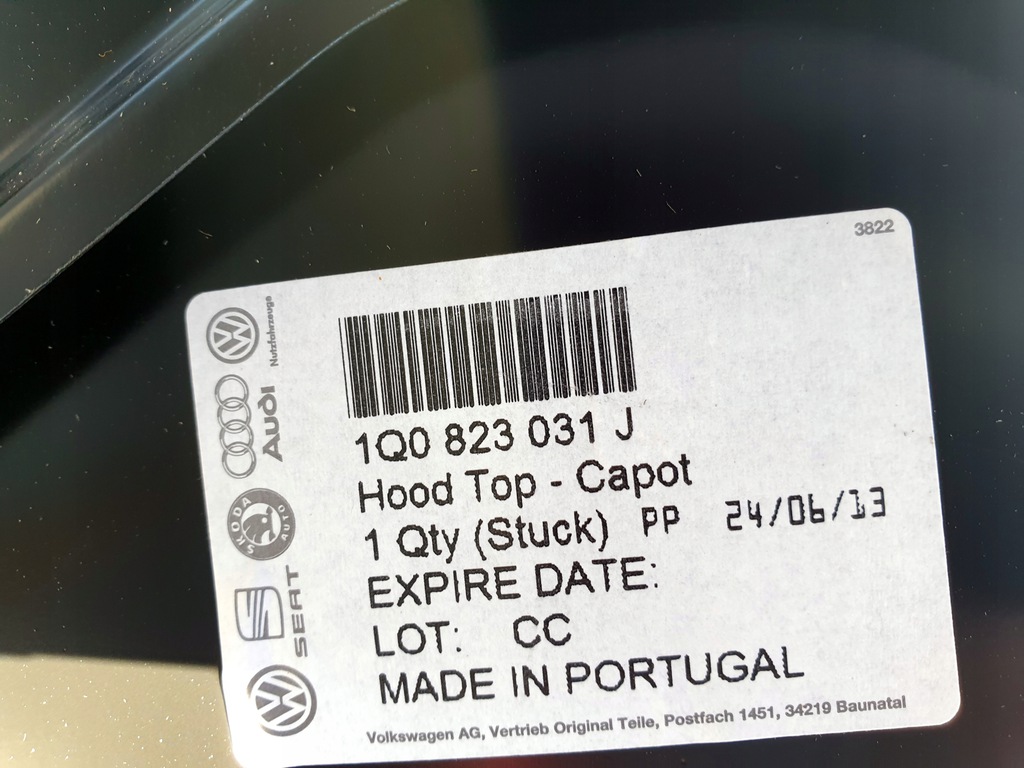 3822
Nutzfahrzeuge
Audi
SKODA
AUTO
SEAT
1Q0 823 031 J
Hood Top - Capot
1 Qty (Stuck) PP 24/06/13
EXPIRE DATE:
LOT: CC
MADE IN PORTUGAL
Volkswagen AG, Vertrieb Original Teile, Postfach 1451, 34219 Baunatal